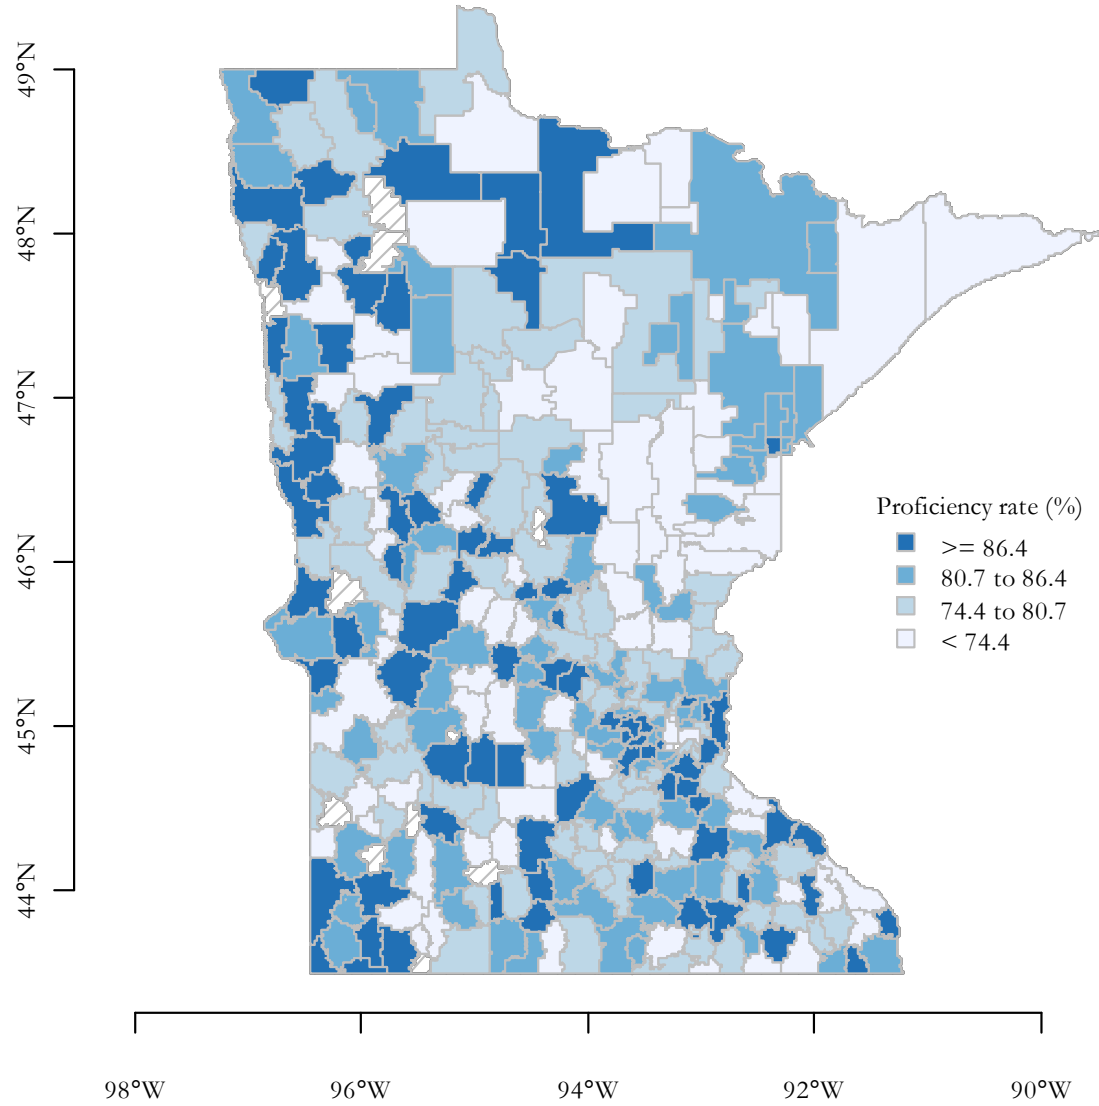 49°N
48°N
47°N
46°N
45°N
44°N
Proficiency rate (%)
>= 86.4
80.7 to 86.4
74.4 to 80.7
< 74.4
98°W
96°W
94°W
92°W
90°W